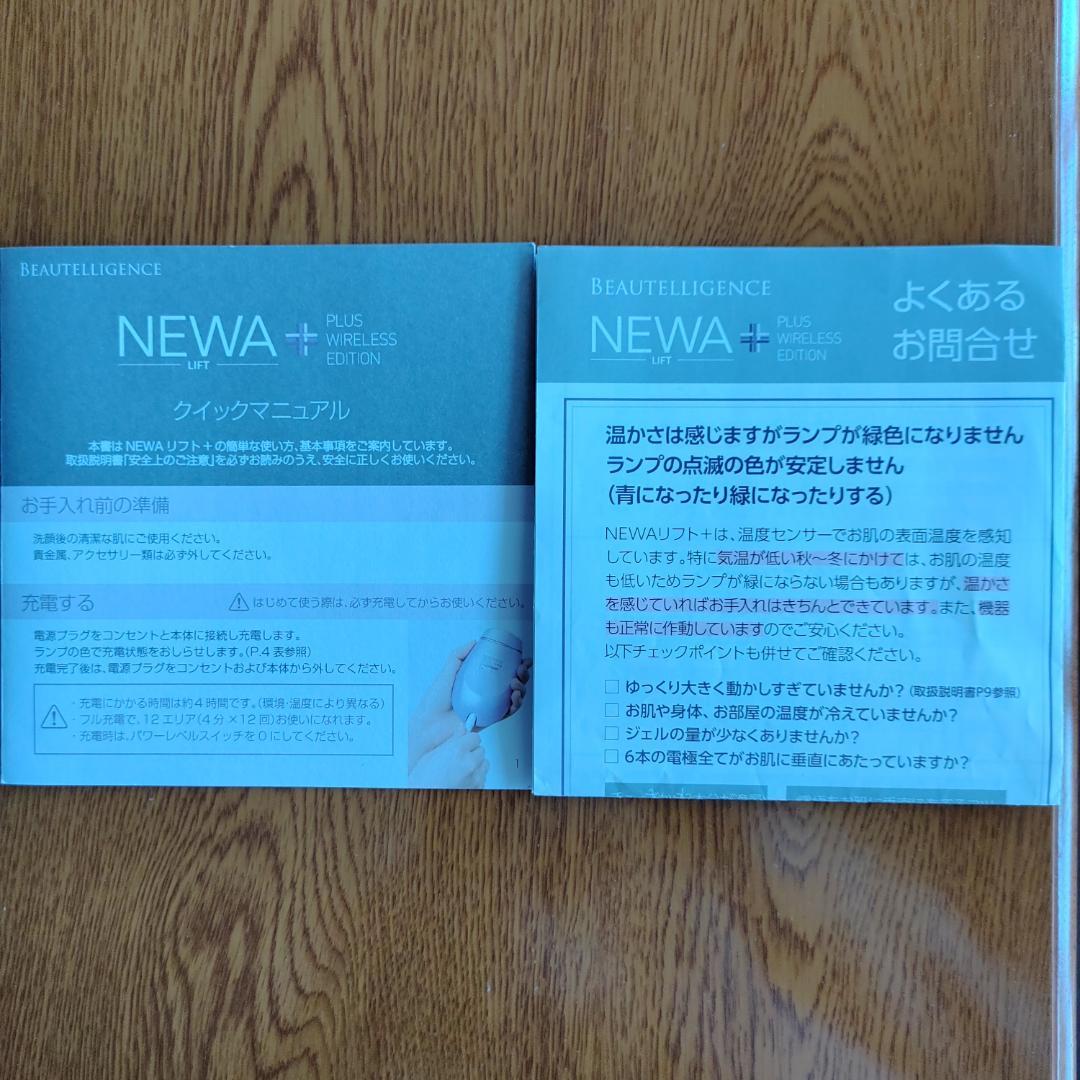 BEAUTELLIGENCE
NEWA
LIFT
PLUS
WIRELESS
EDITION
クイックマニュアル
本書は NEWA リフト+の簡単な使い方、基本事項をご案内しています。
取扱説明書「安全上のご注意」を必ずお読みのうえ、安全に正しくお使いください。
お手入れ前の準備
洗顔後の清潔な肌にご使用ください。
貴金属、アクセサリー類は必ず外してください。
充電する
はじめて使う際は、必ず充電してからお使いください。
電源プラグをコンセントと本体に接続し充電します。
ランプの色で充電状態をおしらせします。(P.4 表参照)
充電完了後は、電源プラグをコンセントおよび本体から外してください。
・充電にかかる時間は約4時間です。(環境・温度により異なる)
・フル充電で、12エリア(4分×12回)お使いになれます。
・充電時は、パワーレベルスイッチを0にしてください。
1
BEAUTELLIGENCE
NEWA
LIFT
PLUS
WIRELESS
EDITION
よくある
お問合せ
温かさは感じますがランプが緑色になりません
ランプの点滅の色が安定しません
(青になったり緑になったりする)
NEWAリフト+は、温度センサーでお肌の表面温度を感知
しています。特に気温が低い秋〜冬にかけては、お肌の温度
も低いためランプが緑にならない場合もありますが、温かさ
を感じていればお手入れはきちんとできています。また、機器
も正常に作動していますのでご安心ください。
以下チェックポイントも併せてご確認ください。
□ ゆっくり大きく動かしすぎていませんか?(取扱説明書P9参照)
□ お肌や身体、お部屋の温度が冷えていませんか?
□ ジェルの量が少なくありませんか?
□ 6本の電極全てがお肌に垂直にあたっていますか?